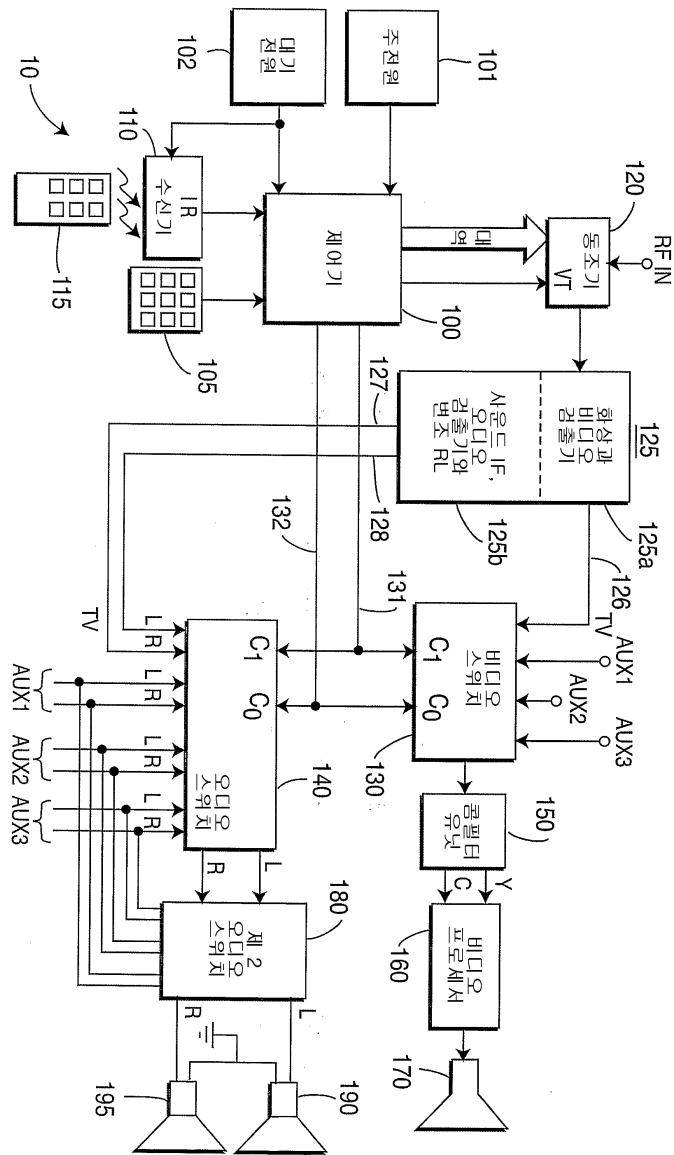 RF IN
120
동조기
VT
125
화상과
비디오
검출기
125a
사운드 IF,
오디오
검출기와
변조 RL
125b
126
TV
AUX1
AUX2
AUX3
비디오
스위치
C1
C0
130
150
콤필터
유닛
Y
C
비디오
프로세서
160
170
101
주전원
102
대기
전원
대
역
제어기
100
127
128
131
132
10
110
IR
수신기
115
105
C1
C0
오디오
스위치
140
L
R
TV
L
R
AUX1
L
R
AUX2
L
R
AUX3
L
R
180
제 2
오디오
스위치
L
R
190
195